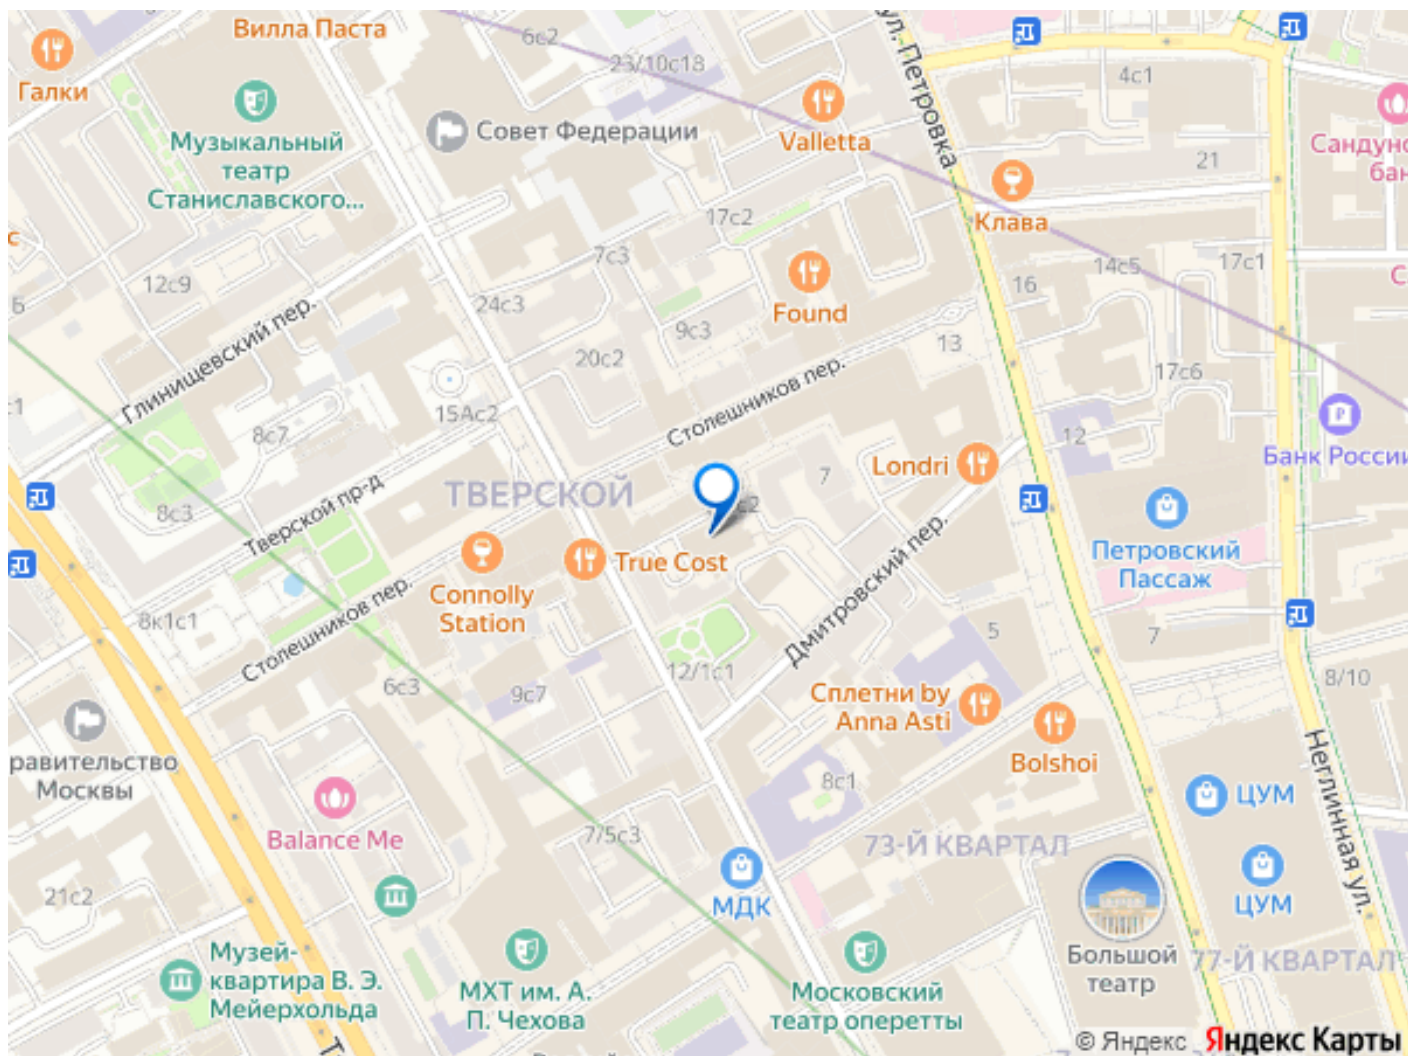 Вилла Паста
6с2
ул. Петровка
Галки
23/10с18
4с1
Совет Федерации
Valletta
Музыкальный
театр
Станиславского...
21
Клава
17с2
7с3
12с9
Found
14с5
17с1
16
24с3
9с3
13
Глинищевский пер.
20с2
Столешников пер.
17с6
15Ас2
8с7
12
Londri
7
Банк России
ТВЕРСКОЙ
8с3
Тверской пр-д
Петровский
Пассаж
True Cost
Connolly
Station
Дмитровский пер.
8к1с1
Столешников пер.
5
7
12/1с1
6с3
9с7
8/10
Сплетни by
Anna Asti
Bolshoi
Москвы
8с1
ЦУМ
Неглинная ул.
Balance Me
7/5с3
73-Й КВАРТАЛ
21с2
МДК
ЦУМ
Большой
театр
77-Й КВАРТАЛ
Музей-
квартира В. Э.
Мейерхольда
МХТ им. А.
П. Чехова
Московский
театр оперетты
© Яндекс Яндекс Карты